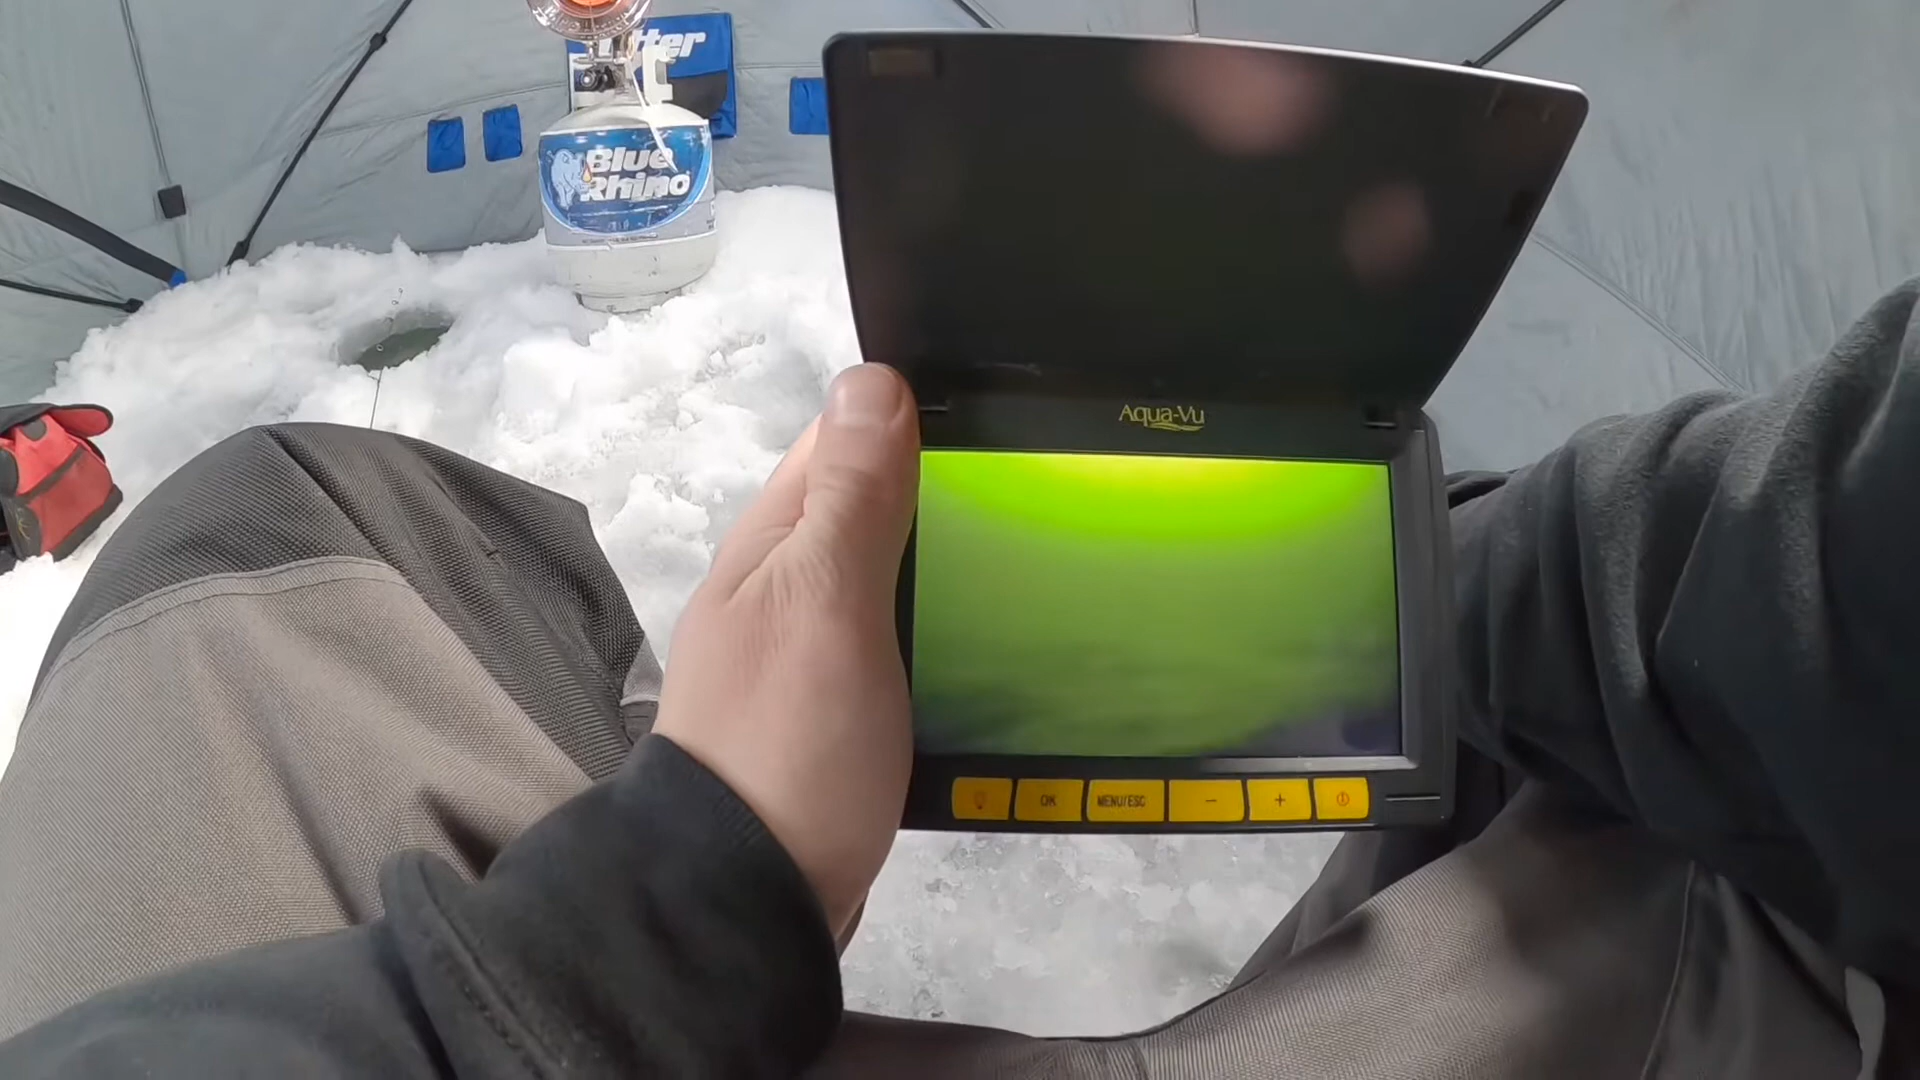 Blue
Rhino
Aqua-Vu
OK
MENU/ESC
-
+